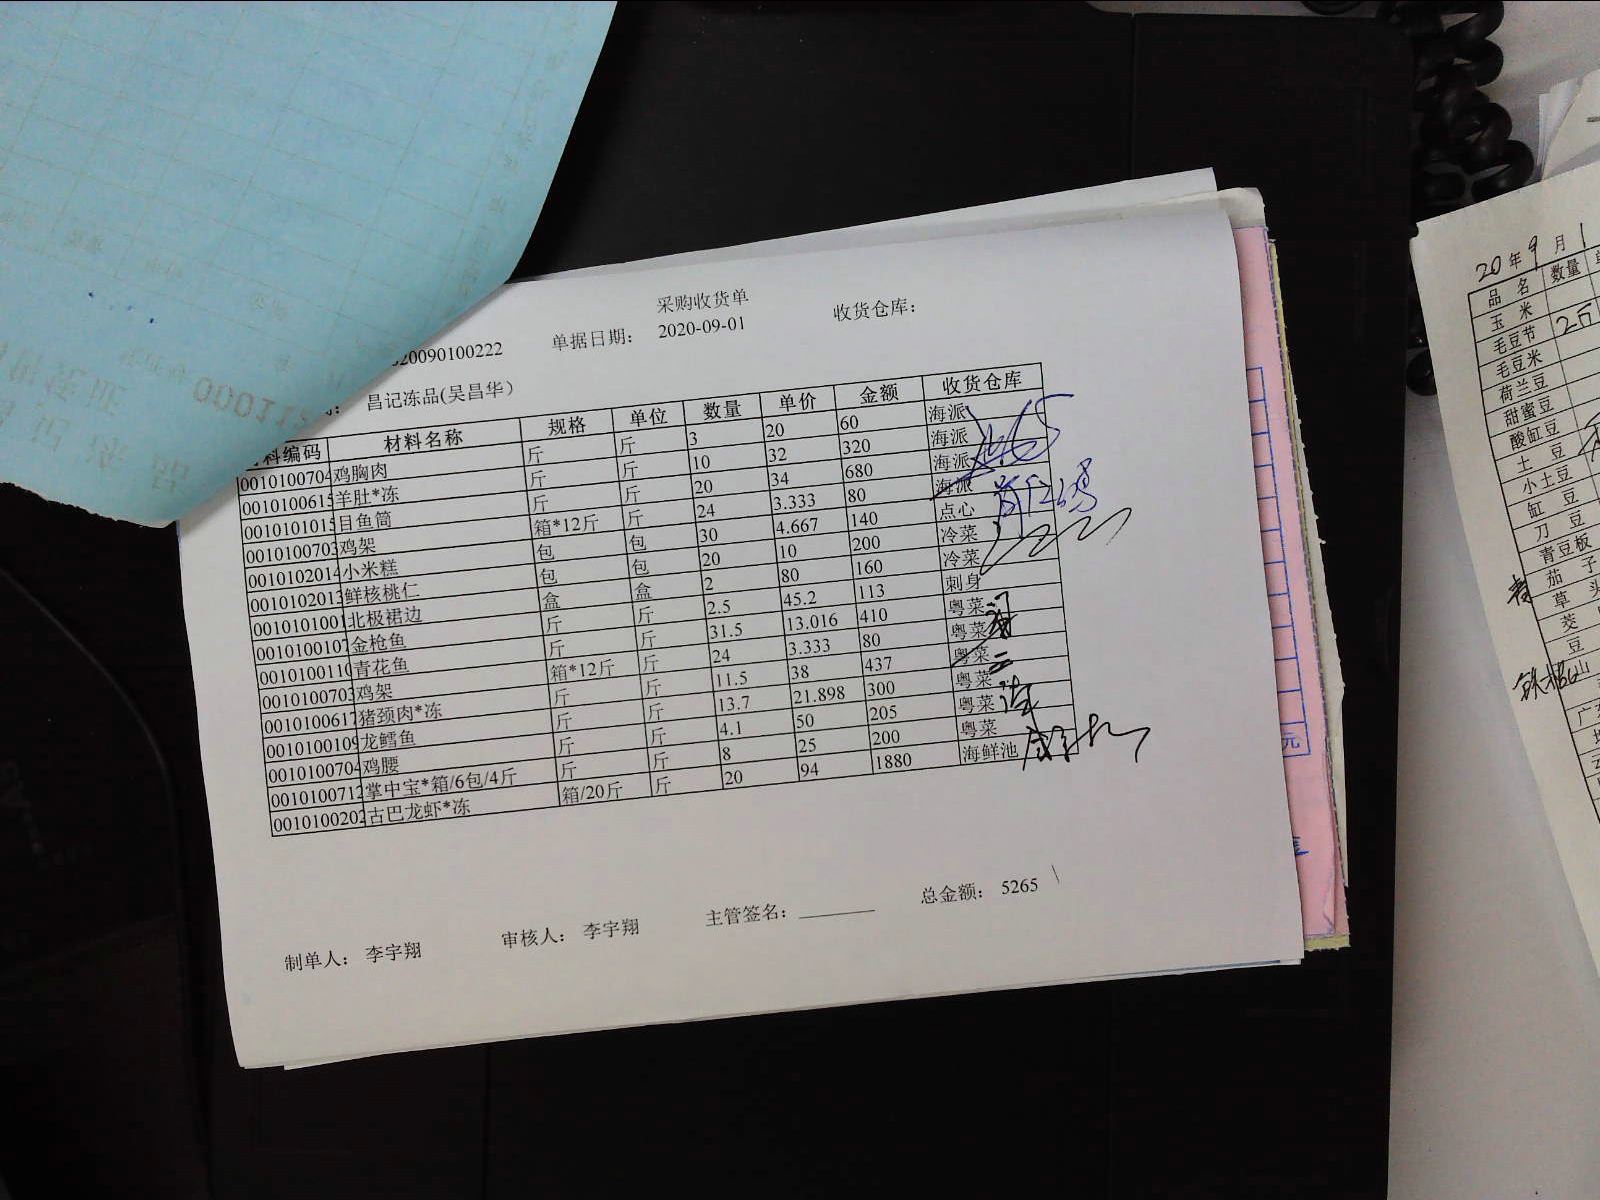 采购收货单
20090100222 单据日期： 2020-09-01 收货仓库：
昌记冻品(吴昌华)
料编码 材料名称 规格 单位 数量 单价 金额 收货仓库
0010100704 鸡胸肉 斤 斤 3 20 60 海派
0010100615 羊肚*冻 斤 斤 10 32 320 海派
0010101015 目鱼筒 斤 斤 20 34 680 海派
0010100703 鸡架 箱*12斤 斤 24 3.333 80 海派
0010102014 小米糕 包 包 30 4.667 140 点心
0010102013 鲜核桃仁 包 包 20 10 200 冷菜
0010101001 北极裙边 盒 盒 2 80 160 冷菜
0010100107 金枪鱼 斤 斤 2.5 45.2 113 刺身
0010100110 青花鱼 斤 斤 31.5 13.016 410 粤菜
0010100703 鸡架 箱*12斤 斤 24 3.333 80 粤菜
0010100617 猪颈肉*冻 斤 斤 11.5 38 437 粤菜
0010100109 龙鳕鱼 斤 斤 13.7 21.898 300 粤菜
0010100704 鸡腰 斤 斤 4.1 50 205 粤菜
0010100712 掌中宝*箱/6包/4斤 斤 斤 8 25 200 粤菜
0010100202 古巴龙虾*冻 箱/20斤 斤 20 94 1880 海鲜池
制单人： 李宇翔 审核人： 李宇翔 主管签名： 总金额： 5265
20年9月1
品名 数量
玉米
毛豆节 2斤
毛豆米
荷兰豆
甜蜜豆
酸缸豆
土豆
小土豆
缸豆
刀豆
青豆板
茄子
草头
茭
豆
山
元